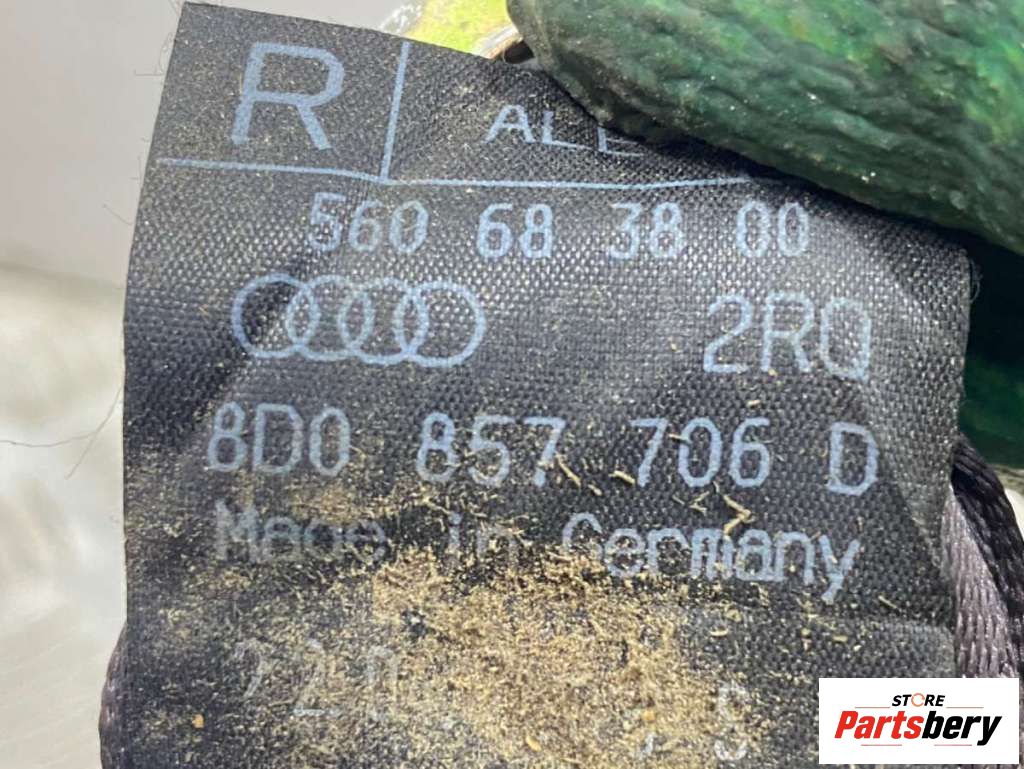 R
560 68 38 00
2RQ
8D0 857 706 D
Made in Germany
STORE
Partsbery